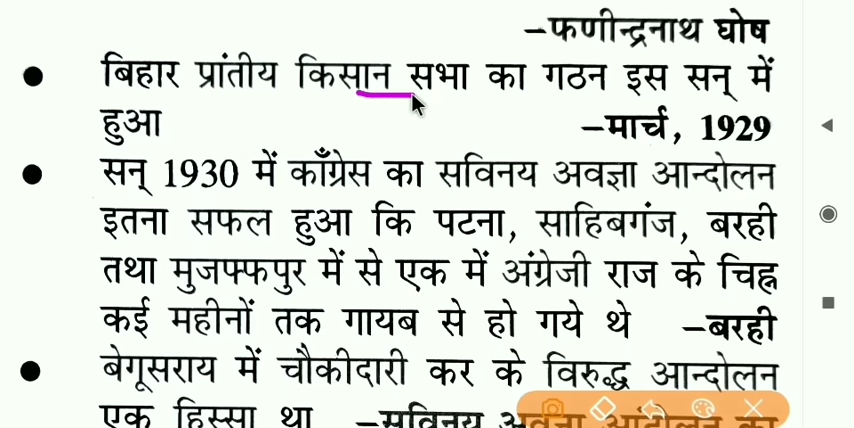 –फणीन्द्रनाथ घोष
● बिहार प्रांतीय किसान सभा का गठन इस सन् में
हुआ –मार्च, 1929
● सन् 1930 में काँग्रेस का सविनय अवज्ञा आन्दोलन
इतना सफल हुआ कि पटना, साहिबगंज, बरही
तथा मुजफ्फपुर में से एक में अंग्रेजी राज के चिह्न
कई महीनों तक गायब से हो गये थे –बरही
● बेगूसराय में चौकीदारी कर के विरुद्ध आन्दोलन
एक हिस्सा था –सविनय